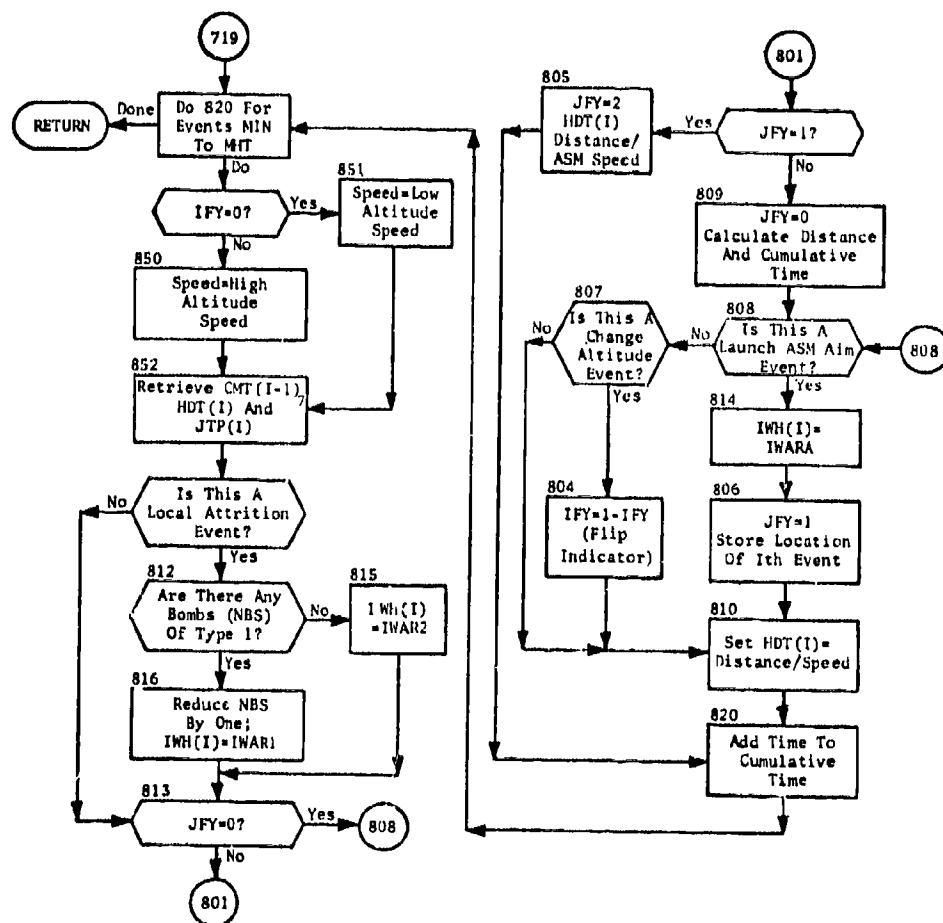 719
Do 820 For
Events MIN
To MHT
Done
RETURN
Do
IFY=0?
Yes
851
Speed=Low
Altitude
Speed
No
850
Speed=High
Altitude
Speed
852
Retrieve CMT(I-1),
HDT(I) And
JTP(I)
Is This A
Local Attrition
Event?
No
Yes
812
Are There Any
Bombs (NBS)
Of Type 1?
No
815
IWh(I)
=IWAR2
Yes
816
Reduce NBS
By One;
IWH(I)=IWAR1
813
JFY=0?
Yes
808
No
801
801
JFY=1?
Yes
805
JFY=2
HDT(I)
Distance/
ASM Speed
No
809
JFY=0
Calculate Distance
And Cumulative
Time
808
Is This A
Launch ASM Aim
Event?
808
No
807
Is This A
Change
Altitude
Event?
No
Yes
804
IFY=1-IFY
(Flip
Indicator)
Yes
814
IWH(I)=
IWARA
806
JFY=1
Store Location
Of Ith Event
810
Set HDT(I)=
Distance/Speed
820
Add Time To
Cumulative
Time